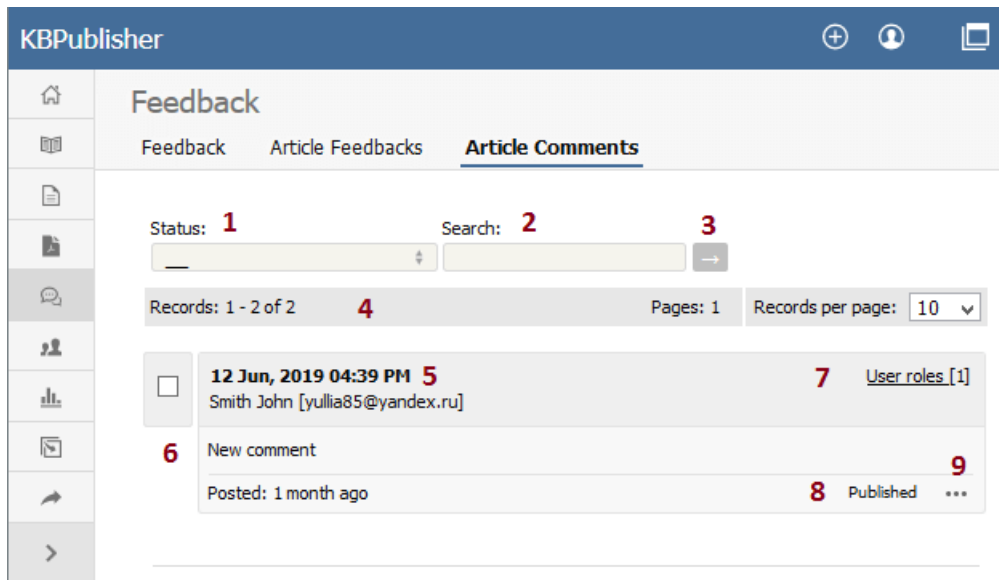 KBPublisher
Feedback
Feedback Article Feedbacks Article Comments
Status: 1 Search: 2 3
__
→
Records: 1 - 2 of 2 4 Pages: 1 Records per page: 10
12 Jun, 2019 04:39 PM 5 7 User roles [1]
Smith John [yullia85@yandex.ru]
6 New comment 9
Posted: 1 month ago 8 Published ...